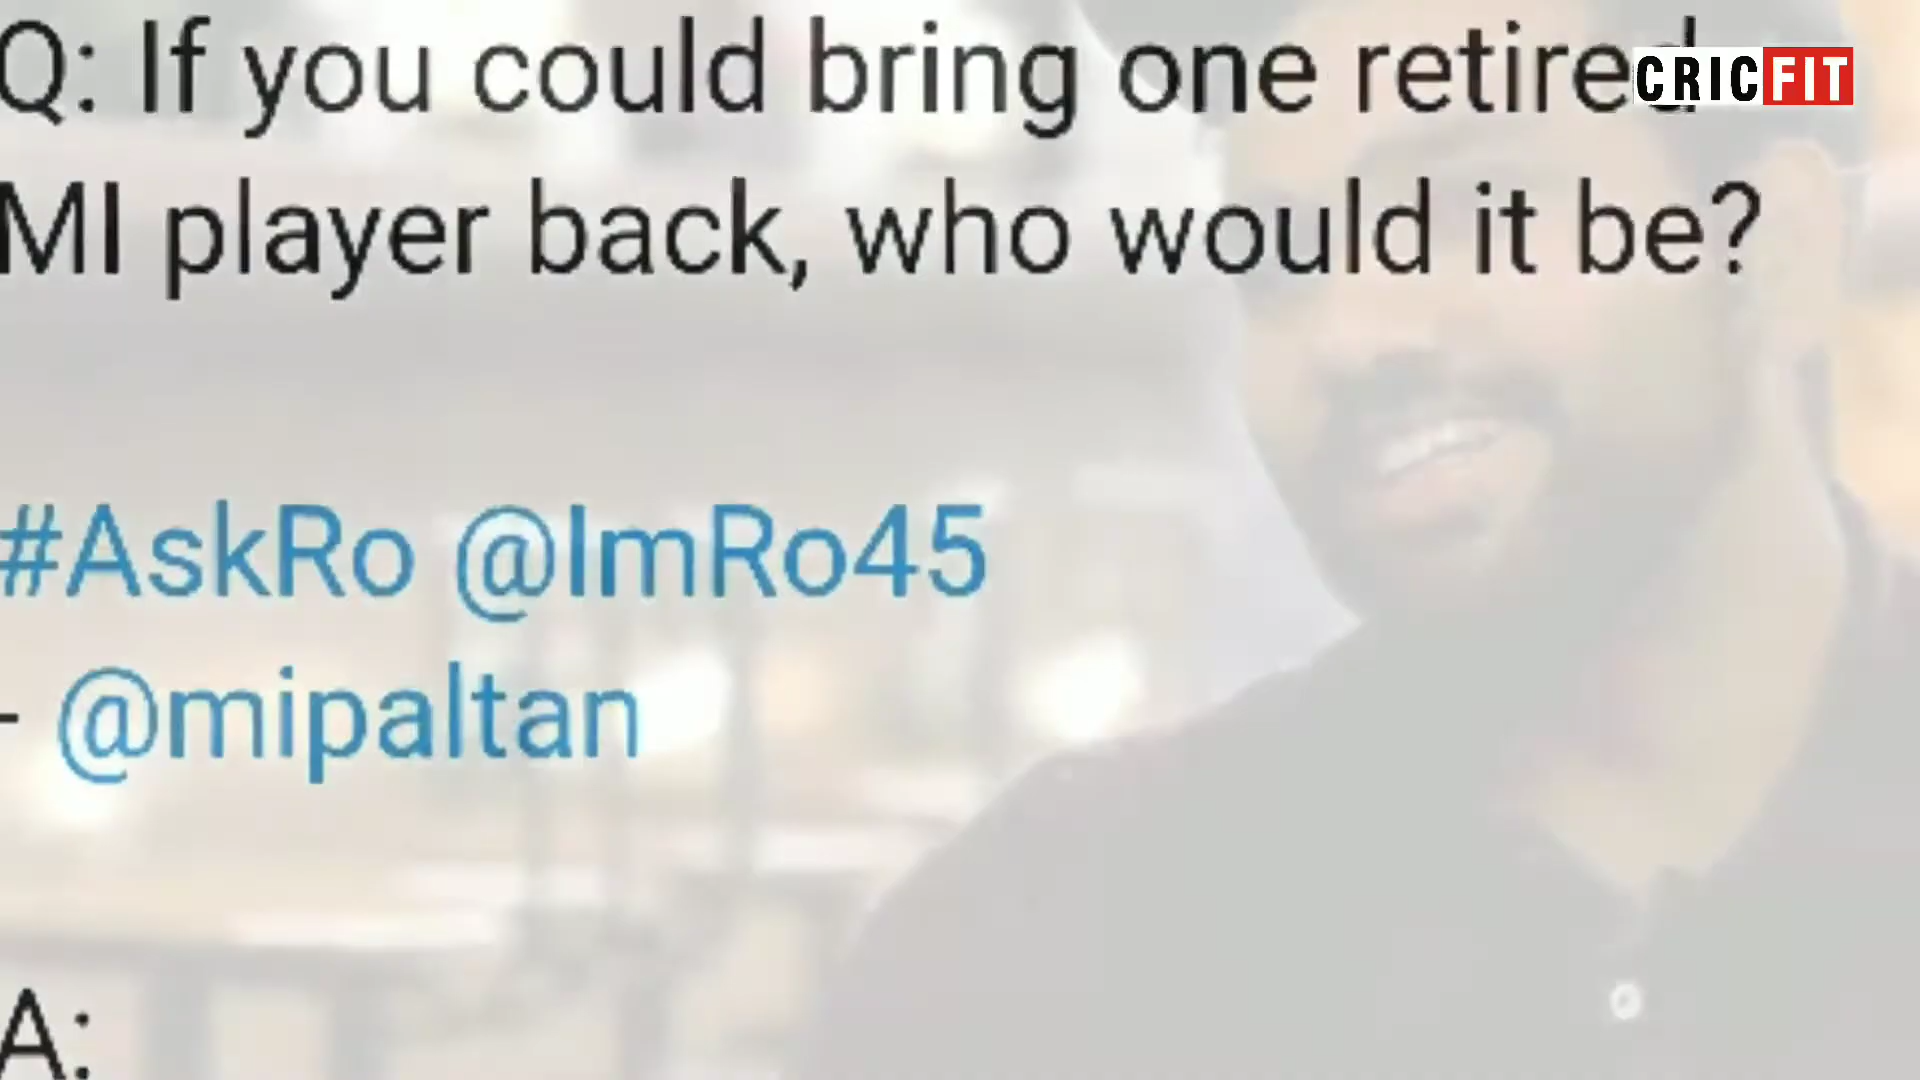 Q: If you could bring one retired
CRICFIT
MI player back, who would it be?
#AskRo @ImRo45
- @mipaltan
A: